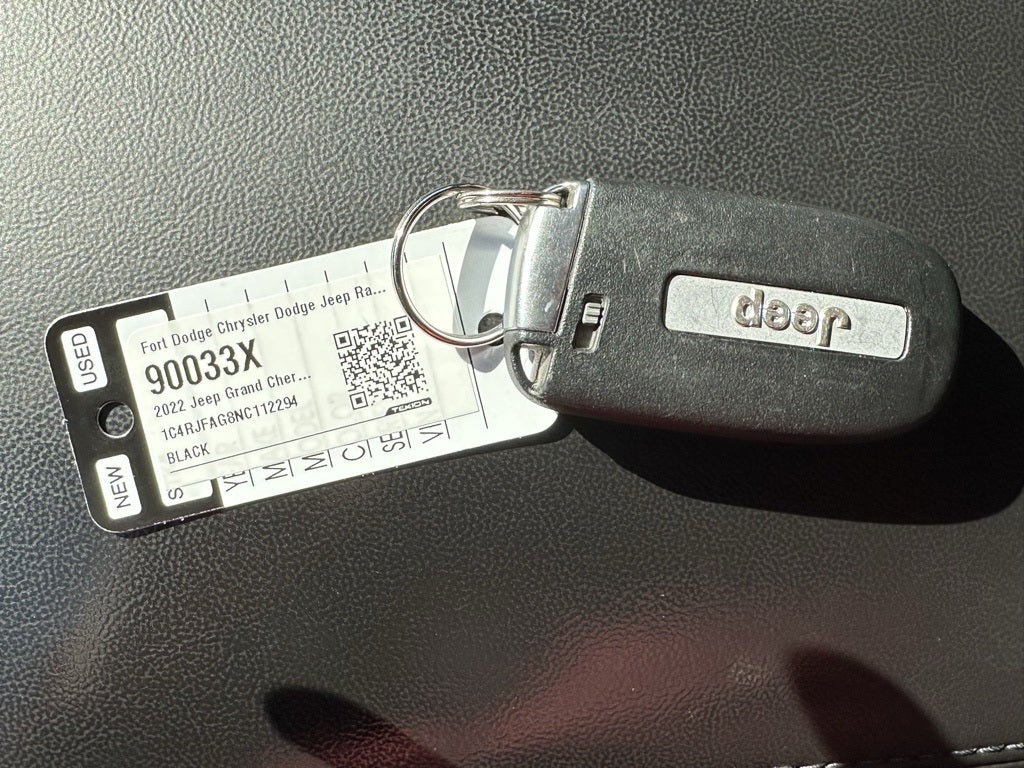 USED
NEW
Fort Dodge Chrysler Dodge Jeep Ra...
90033X
2022 Jeep Grand Cher...
1C4RJFAG8NC112294
BLACK
TEKION
Jeep